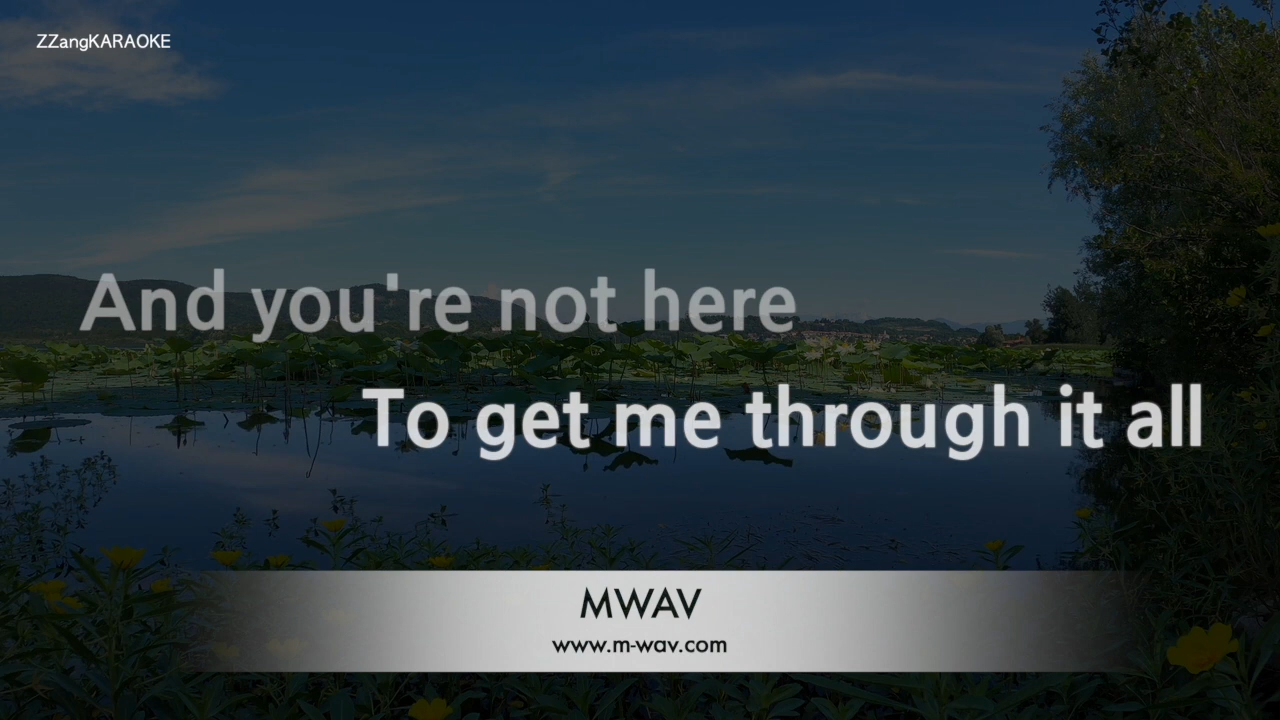 ZZangKARAOKE
And you're not here
To get me through it all
MWAV
www.m-wav.com